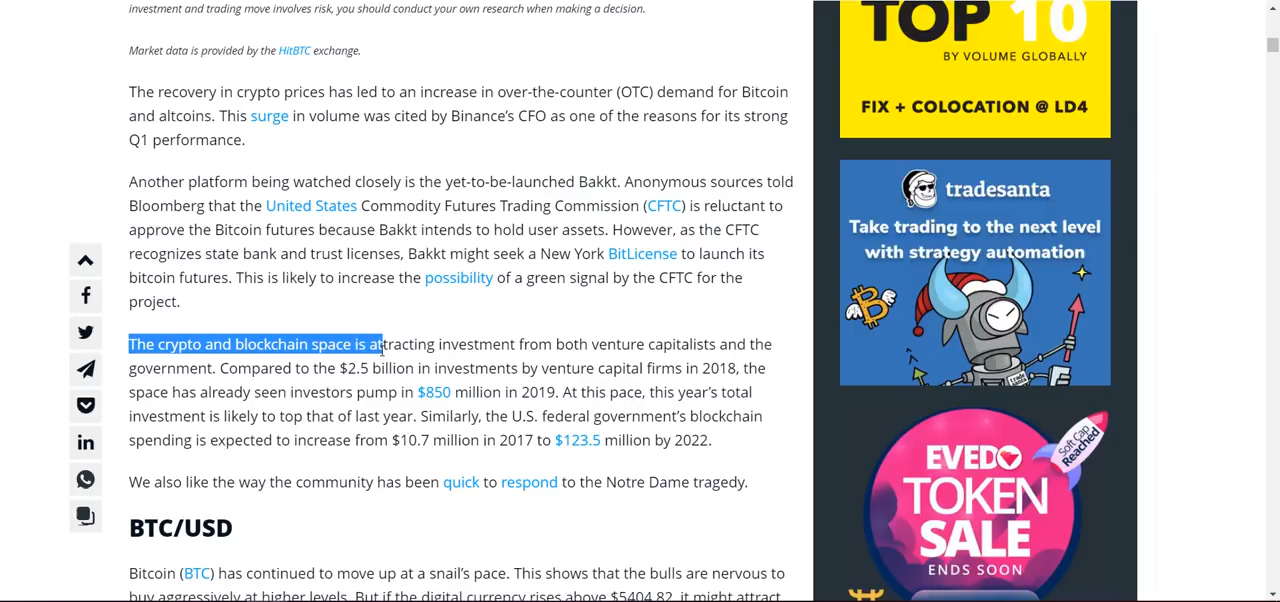 investment and trading move involves risk, you should conduct your own research when making a decision.
Market data is provided by the HitBTC exchange.
The recovery in crypto prices has led to an increase in over-the-counter (OTC) demand for Bitcoin
and altcoins. This surge in volume was cited by Binance's CFO as one of the reasons for its strong
Q1 performance.
Another platform being watched closely is the yet-to-be-launched Bakkt. Anonymous sources told
Bloomberg that the United States Commodity Futures Trading Commission (CFTC) is reluctant to
approve the Bitcoin futures because Bakkt intends to hold user assets. However, as the CFTC
recognizes state bank and trust licenses, Bakkt might seek a New York BitLicense to launch its
bitcoin futures. This is likely to increase the possibility of a green signal by the CFTC for the
project.
The crypto and blockchain space is attracting investment from both venture capitalists and the
government. Compared to the $2.5 billion in investments by venture capital firms in 2018, the
space has already seen investors pump in $850 million in 2019. At this pace, this year's total
investment is likely to top that of last year. Similarly, the U.S. federal government's blockchain
spending is expected to increase from $10.7 million in 2017 to $123.5 million by 2022.
We also like the way the community has been quick to respond to the Notre Dame tragedy.
BTC/USD
Bitcoin (BTC) has continued to move up at a snail's pace. This shows that the bulls are nervous to
buy aggressively at higher levels. But if the digital currency rises above $5404.82, it might attract
TOP 10
BY VOLUME GLOBALLY
FIX + COLOCATION @ LD4
tradesanta
Take trading to the next level
with strategy automation
Soft Cap
Reached
EVEDO
TOKEN
SALE
ENDS SOON